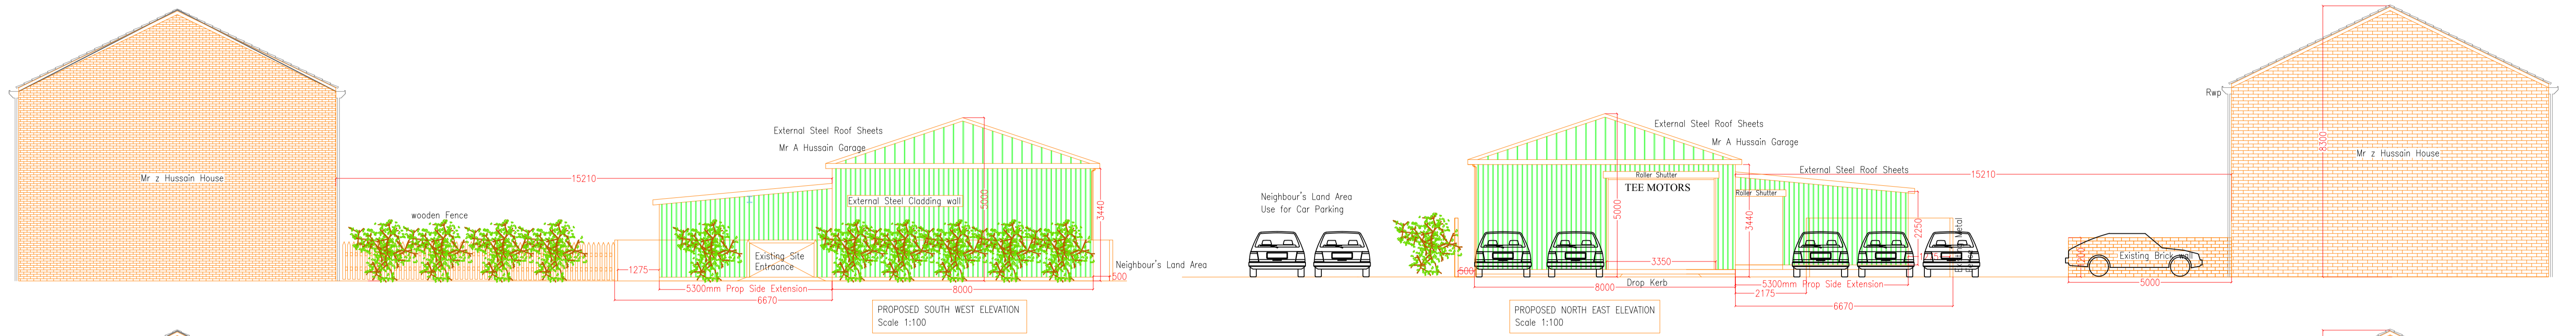 Mr z Hussain House
15210
wooden Fence
1275
5300mm Prop Side Extension
6670
External Steel Roof Sheets
Mr A Hussain Garage
External Steel Cladding wall
5000
3440
Existing Site
Entraance
8000
500
Neighbour's Land Area
PROPOSED SOUTH WEST ELEVATION
Scale 1:100
Neighbour's Land Area
Use for Car Parking
External Steel Roof Sheets
Mr A Hussain Garage
External Steel Roof Sheets
Roller Shutter
TEE MOTORS
Roller Shutter
5000
3440
2250
15210
3350
500
8000
Drop Kerb
5300mm Prop Side Extension
2175
6670
Existing Metal
PROPOSED NORTH EAST ELEVATION
Scale 1:100
Existing Brick wall
5000
Rwp
8300
Mr z Hussain House